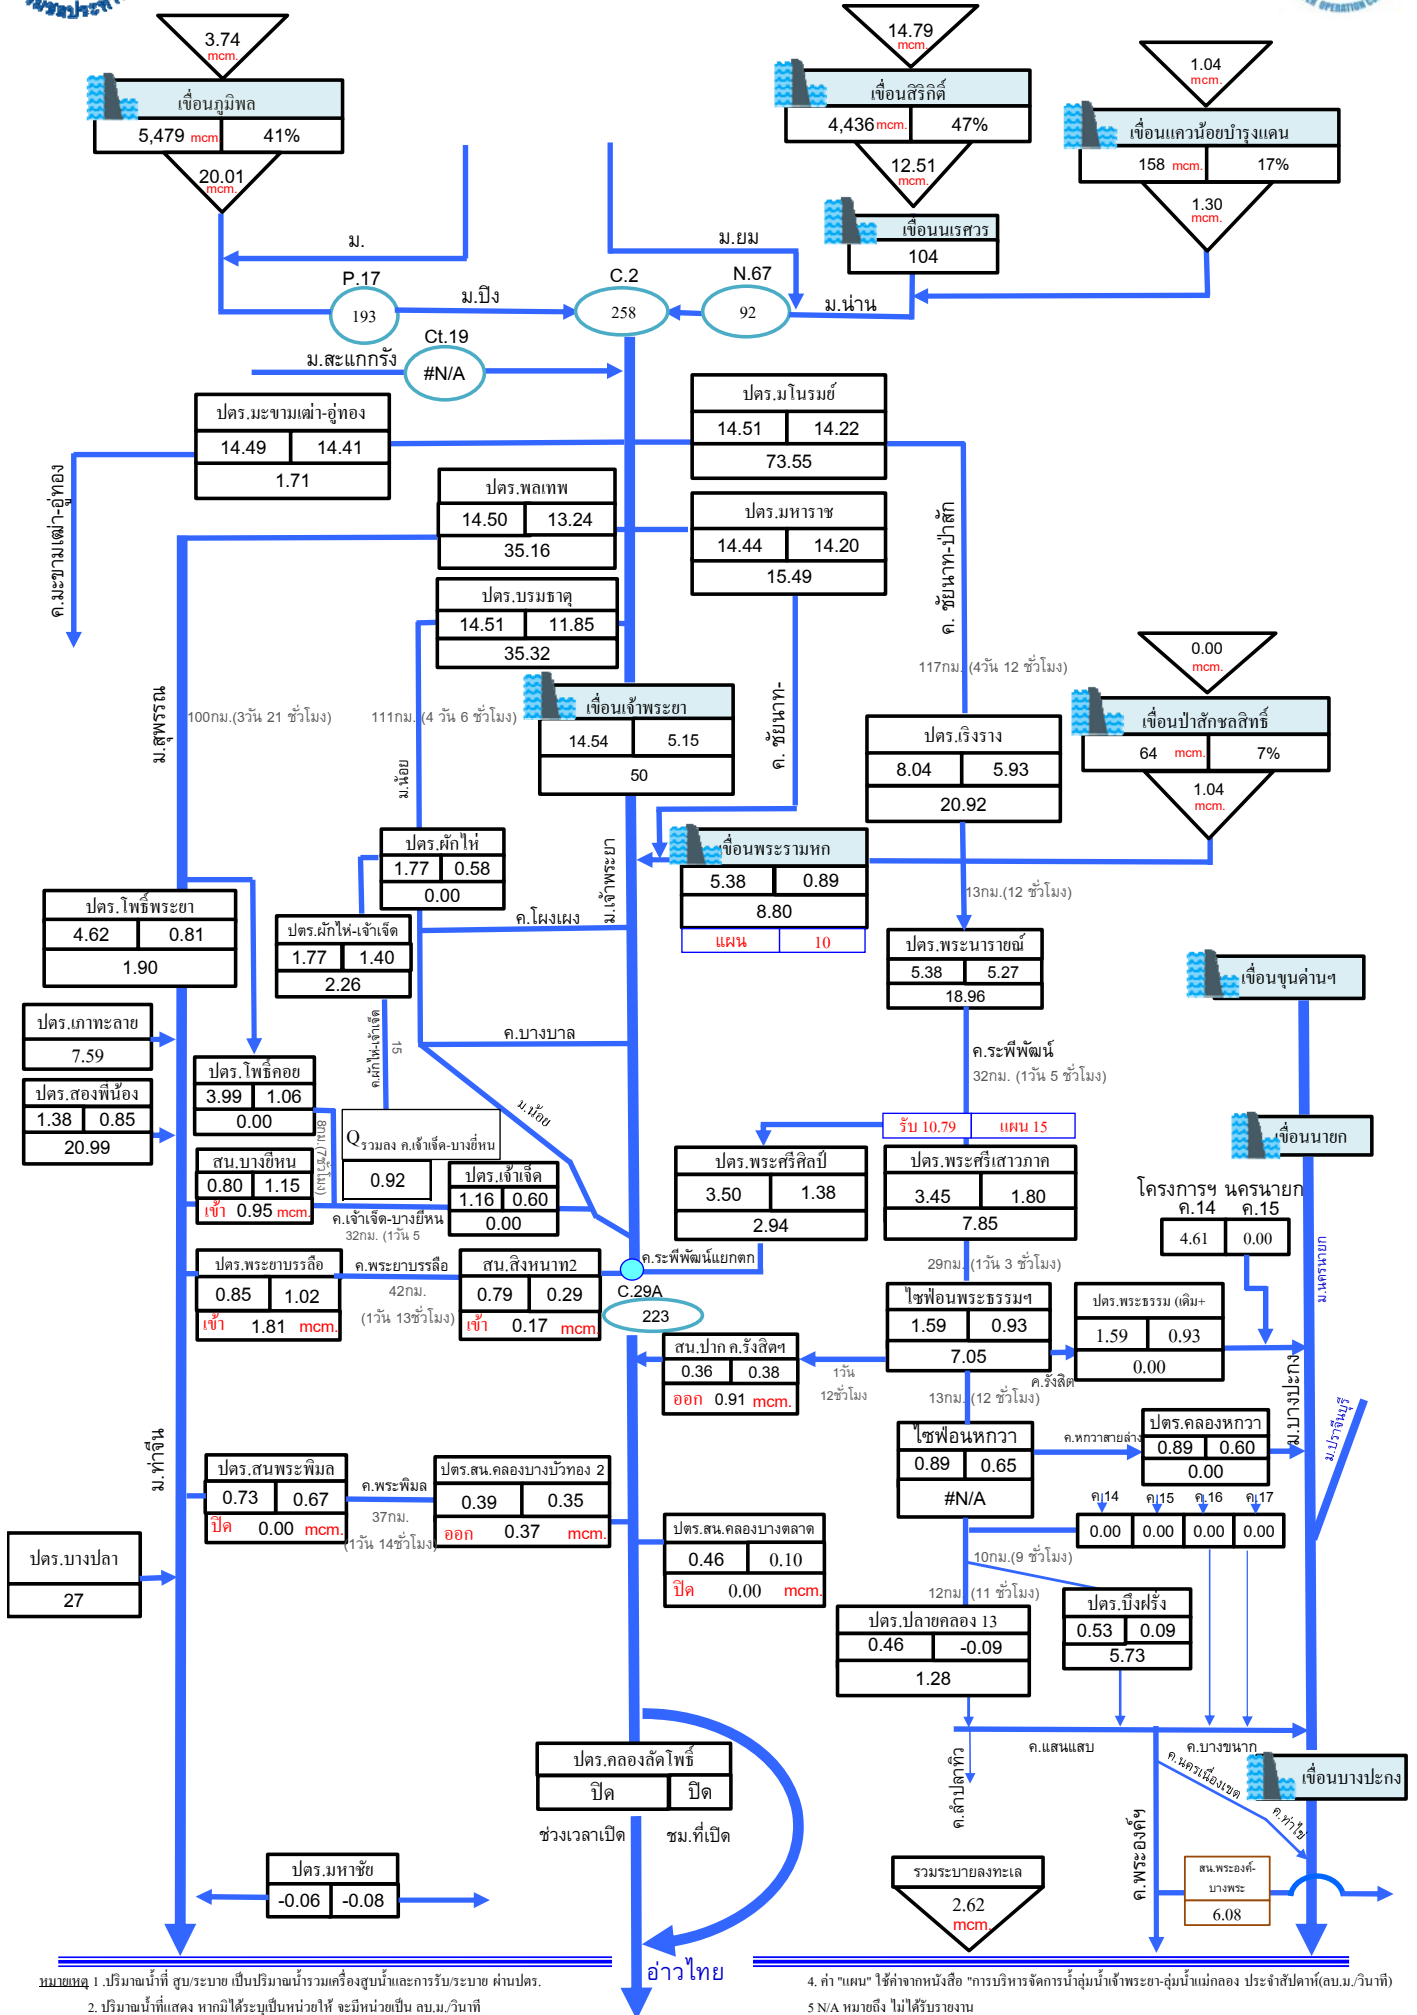 3.74
mcm.
เขื่อนภูมิพล
5,479 mcm 41%
20.01
mcm.
14.79
mcm.
เขื่อนสิริกิติ์
4,436 mcm. 47%
12.51
mcm.
1.04
mcm.
เขื่อนแควน้อยบำรุงแดน
158 mcm. 17%
1.30
mcm.
เขื่อนนเรศวร
104
ม.
ม.ยม
P.17
193
ม.ปิง
C.2
258
N.67
92
ม.น่าน
ม.สะแกกรัง
Ct.19
#N/A
ปตร.มะขามเฒ่า-อู่ทอง
14.49 14.41
1.71
ค.มะขามเฒ่า-อู่ทอง
ปตร.มโนรมย์
14.51 14.22
73.55
ปตร.พลเทพ
14.50 13.24
35.16
ปตร.มหาราช
14.44 14.20
15.49
ค. ชัยนาท-ป่าสัก
117กม. (4วัน 12 ชั่วโมง)
ปตร.บรมธาตุ
14.51 11.85
35.32
ม.สุพรรณ
100กม.(3วัน 21 ชั่วโมง)
111กม. (4 วัน 6 ชั่วโมง)
ม.น้อย
เขื่อนเจ้าพระยา
14.54 5.15
50
ค. ชัยนาท-
0.00
mcm.
เขื่อนป่าสักชลสิทธิ์
64 mcm. 7%
1.04
mcm.
ปตร.เริงราง
8.04 5.93
20.92
ปตร.ผักไห่
1.77 0.58
0.00
ม.เจ้าพระยา
เขื่อนพระรามหก
5.38 0.89
8.80
แผน 10
13กม.(12 ชั่วโมง)
ปตร.โพธิ์พระยา
4.62 0.81
1.90
ปตร.ผักไห่-เจ้าเจ็ด
1.77 1.40
2.26
ค.โผงเผง
ปตร.พระนารายณ์
5.38 5.27
18.96
เขื่อนขุนด่านฯ
ปตร.เภาทะลาย
7.59
ค.ผักไห่-เจ้าเจ็ด
15
ค.บางบาล
ค.ระพีพัฒน์
32กม. (1วัน 5 ชั่วโมง)
ปตร.สองพี่น้อง
1.38 0.85
20.99
ปตร.โพธิ์คอย
3.99 1.06
0.00
8กม.(7ชั่วโมง)
ม.น้อย
Q รวมลง ค.เจ้าเจ็ด-บางยี่หน
0.92
รับ 10.79 แผน 15
เขื่อนนายก
สน.บางยี่หน
0.80 1.15
เข้า 0.95 mcm.
ปตร.เจ้าเจ็ด
1.16 0.60
0.00
ค.เจ้าเจ็ด-บางยี่หน
32กม. (1วัน 5
ปตร.พระศรีศิลป์
3.50 1.38
2.94
ปตร.พระศรีเสาวภาค
3.45 1.80
7.85
โครงการฯ นครนายก
ค.14 ค.15
4.61 0.00
ม.นครนายก
ค.ระพีพัฒน์แยกตก
29กม. (1วัน 3 ชั่วโมง)
ปตร.พระยาบรรลือ
0.85 1.02
เข้า 1.81 mcm.
ค.พระยาบรรลือ
42กม.
(1วัน 13ชั่วโมง)
สน.สิงหนาท2
0.79 0.29
เข้า 0.17 mcm.
C.29A
223
ไซฟ่อนพระธรรมฯ
1.59 0.93
7.05
ปตร.พระธรรม (เดิม+
1.59 0.93
0.00
สน.ปาก ค.รังสิตฯ
0.36 0.38
ออก 0.91 mcm.
1วัน
12ชั่วโมง
ค.รังสิต
13กม. (12 ชั่วโมง)
ม.บางปะกง
ม.ปราจีนบุรี
ไซฟ่อนหกวา
0.89 0.65
#N/A
ค.หกวาสายล่าง
ปตร.คลองหกวา
0.89 0.60
0.00
ม.ท่าจีน
ปตร.สนพระพิมล
0.73 0.67
ปิด 0.00 mcm.
ค.พระพิมล
37กม.
(1วัน 14ชั่วโมง)
ปตร.สน.คลองบางบัวทอง 2
0.39 0.35
ออก 0.37 mcm.
ค.14 ค.15 ค.16 ค.17
0.00 0.00 0.00 0.00
ปตร.สน.คลองบางตลาด
0.46 0.10
ปิด 0.00 mcm.
10กม.(9 ชั่วโมง)
12กม. (11 ชั่วโมง)
ปตร.บางปลา
27
ปตร.ปลายคลอง 13
0.46 -0.09
1.28
ปตร.บึงฝรั่ง
0.53 0.09
5.73
ปตร.คลองลัดโพธิ์
ปิด ปิด
ช่วงเวลาเปิด ชม.ที่เปิด
ค.แสนแสบ
ค.บางขนาก
ค.ลำปลาทิว
ค.นครเนื่องเขต
ค.ท่าไข่
เขื่อนบางปะกง
ค.พระองค์ฯ
ปตร.มหาชัย
-0.06 -0.08
รวมระบายลงทะเล
2.62
mcm.
สน.พระองค์-
บางพระ
6.08
อ่าวไทย
หมายเหตุ 1 .ปริมาณน้ำที่ สูบ/ระบาย เป็นปริมาณน้ำรวมเครื่องสูบน้ำและการรับ/ระบาย ผ่านปตร.
2. ปริมาณน้ำที่แสดง หากมิได้ระบุเป็นหน่วยให้ จะมีหน่วยเป็น ลบ.ม./วินาที
4. ค่า "แผน" ใช้ค่าจากหนังสือ "การบริหารจัดการน้ำลุ่มน้ำเจ้าพระยา-ลุ่มน้ำแม่กลอง ประจำสัปดาห์(ลบ.ม./วินาที)
5 N/A หมายถึง ไม่ได้รับรายงาน